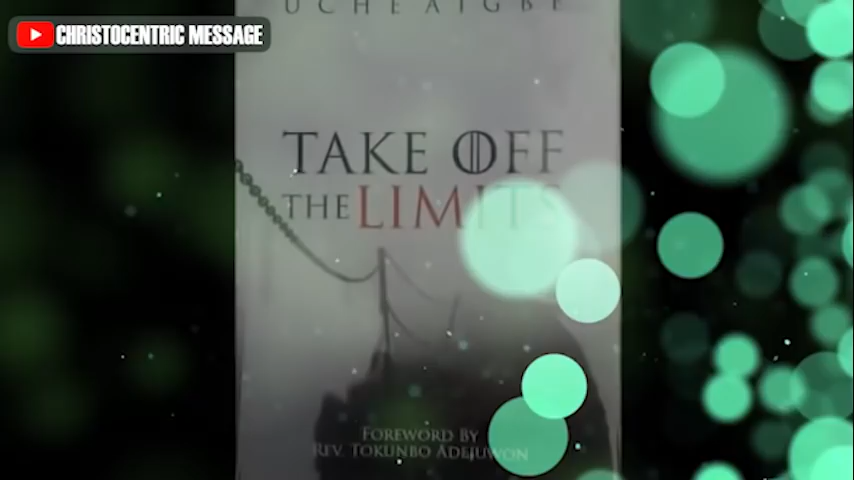 UCHE AIGBE
CHRISTOCENTRIC MESSAGE
TAKE OFF
THE LIMITS
FOREWORD BY
REV. TOKUNBO ADEJUWON